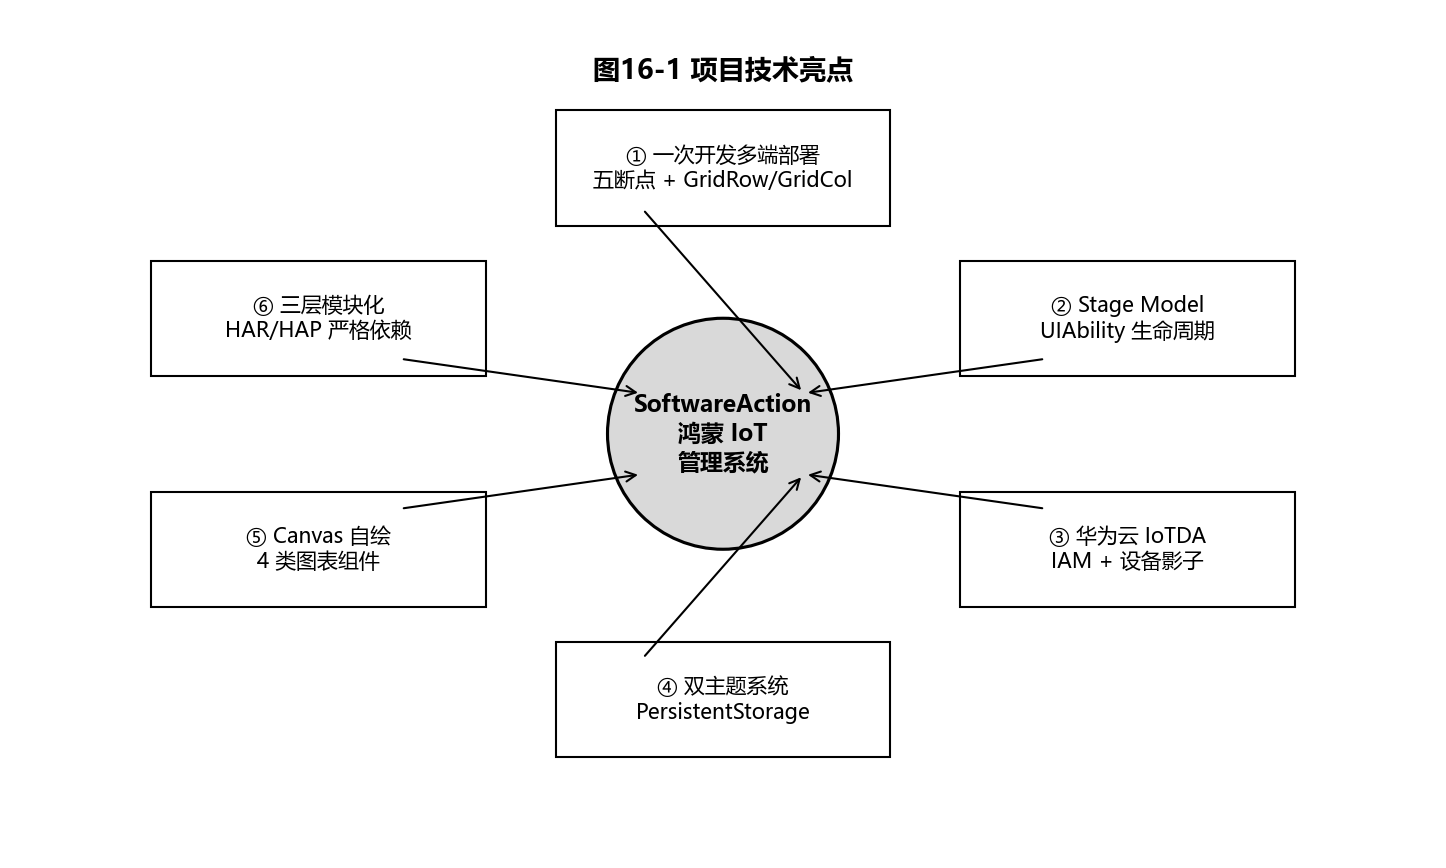 图16-1 项目技术亮点
① 一次开发多端部署
五断点 + GridRow/GridCol
⑥ 三层模块化
HAR/HAP 严格依赖
② Stage Model
UIAbility 生命周期
SoftwareAction
鸿蒙 IoT
管理系统
⑤ Canvas 自绘
4 类图表组件
③ 华为云 IoTDA
IAM + 设备影子
④ 双主题系统
PersistentStorage